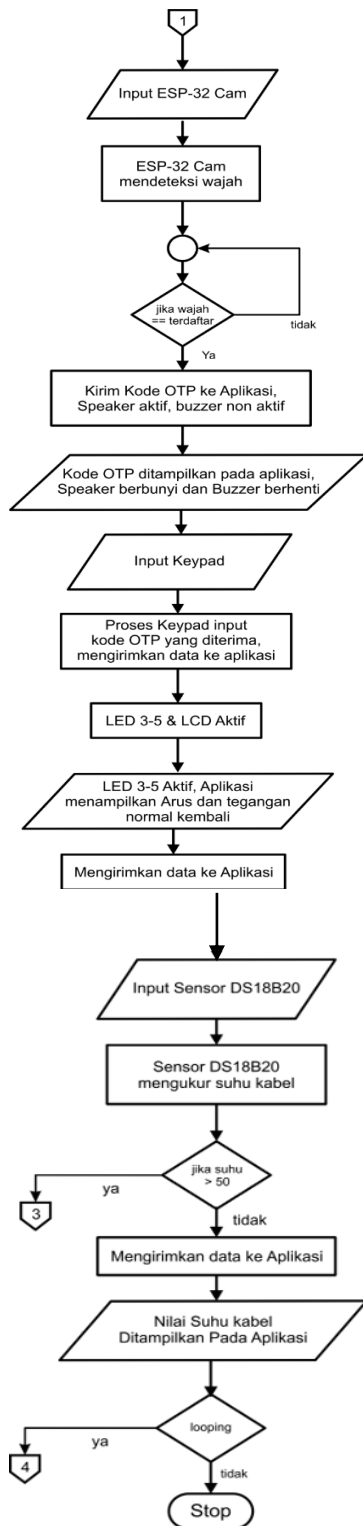 1
Input ESP-32 Cam
ESP-32 Cam
mendeteksi wajah
jika wajah
== terdaftar
tidak
Ya
Kirim Kode OTP ke Aplikasi,
Speaker aktif, buzzer non aktif
Kode OTP ditampilkan pada aplikasi,
Speaker berbunyi dan Buzzer berhenti
Input Keypad
Proses Keypad input
kode OTP yang diterima,
mengirimkan data ke aplikasi
LED 3-5 & LCD Aktif
LED 3-5 Aktif, Aplikasi
menampilkan Arus dan tegangan
normal kembali
Mengirimkan data ke Aplikasi
Input Sensor DS18B20
Sensor DS18B20
mengukur suhu kabel
jika suhu
> 50
ya
3
tidak
Mengirimkan data ke Aplikasi
Nilai Suhu kabel
Ditampilkan Pada Aplikasi
looping
ya
4
tidak
Stop